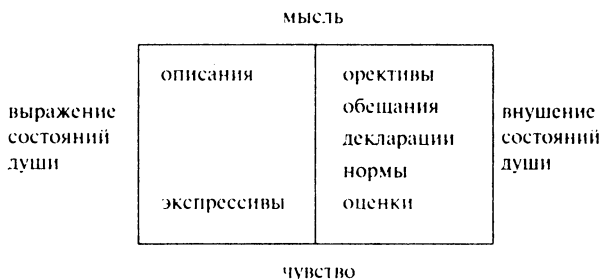 мысль
описания орективы
обещания
выражение внушение
состояний декларации состояний
души нормы души
экспрессивы оценки
чувство